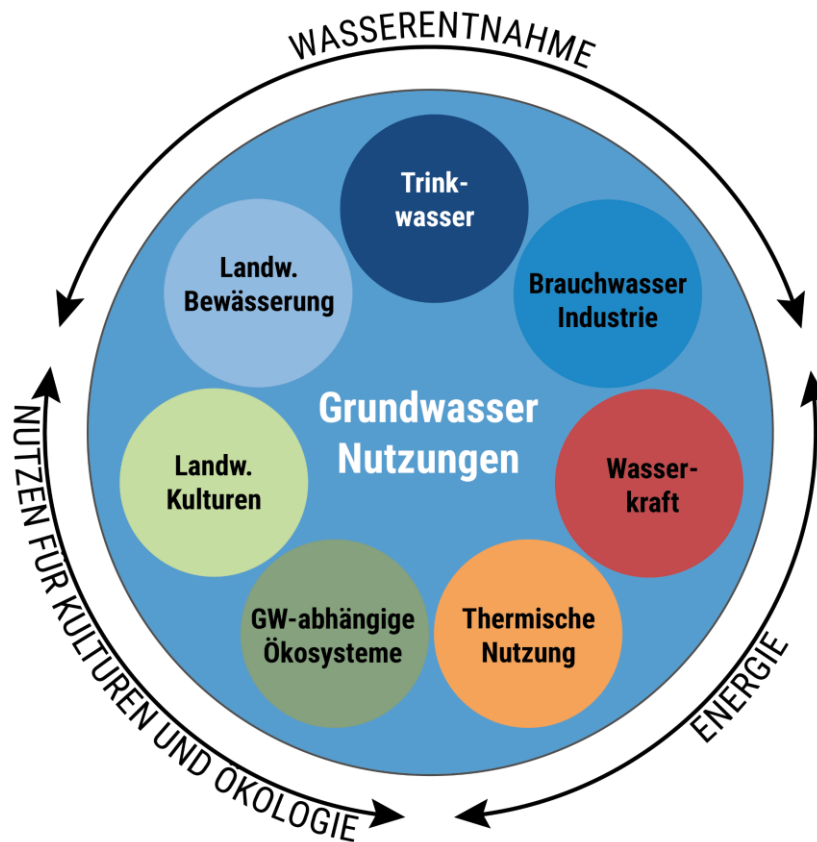 WASSERENTNAHME
Trink-
wasser
Landw.
Bewässerung
Brauchwasser
Industrie
Grundwasser
Nutzungen
Landw.
Kulturen
Wasser-
kraft
GW-abhängige
Ökosysteme
Thermische
Nutzung
NUTZEN FÜR KULTUREN UND ÖKOLOGIE
ENERGIE